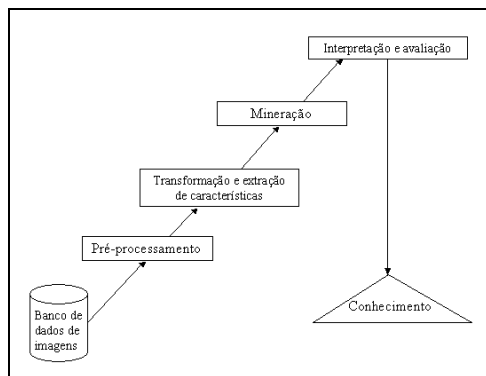 Interpretação e avaliação
Mineração
Transformação e extração
de características
Pré-processamento
Banco de
dados de
imagens
Conhecimento